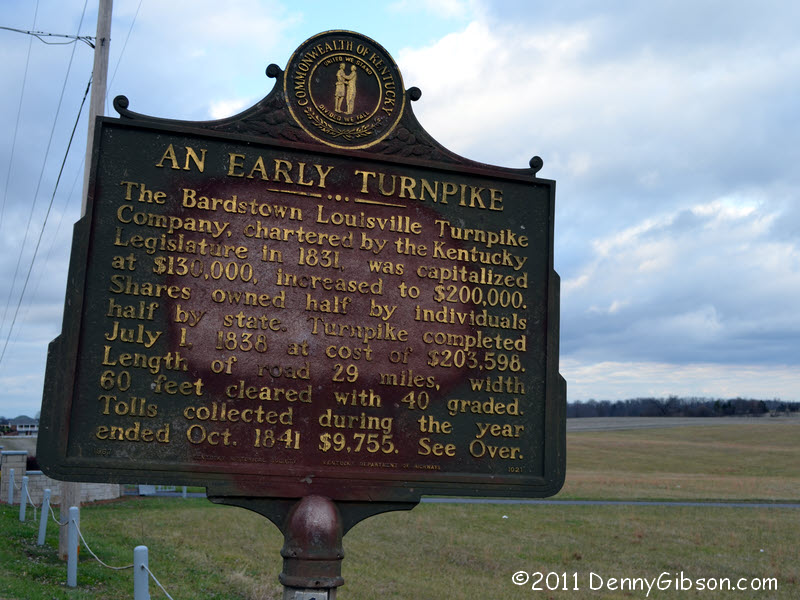 COMMONWEALTH OF KENTUCKY
UNITED WE STAND
DIVIDED WE FALL
AN EARLY TURNPIKE
The Bardstown Louisville Turnpike
Company, chartered by the Kentucky
Legislature in 1831, was capitalized
at $130,000, increased to $200,000.
Shares owned half by individuals
half by state. Turnpike completed
July 1, 1838 at cost of $203,598.
Length of road 29 miles, width
60 feet cleared with 40 graded.
Tolls collected during the year
ended Oct. 1841 $9,755. See Over.
KENTUCKY DEPARTMENT OF HIGHWAYS
©2011 DennyGibson.com